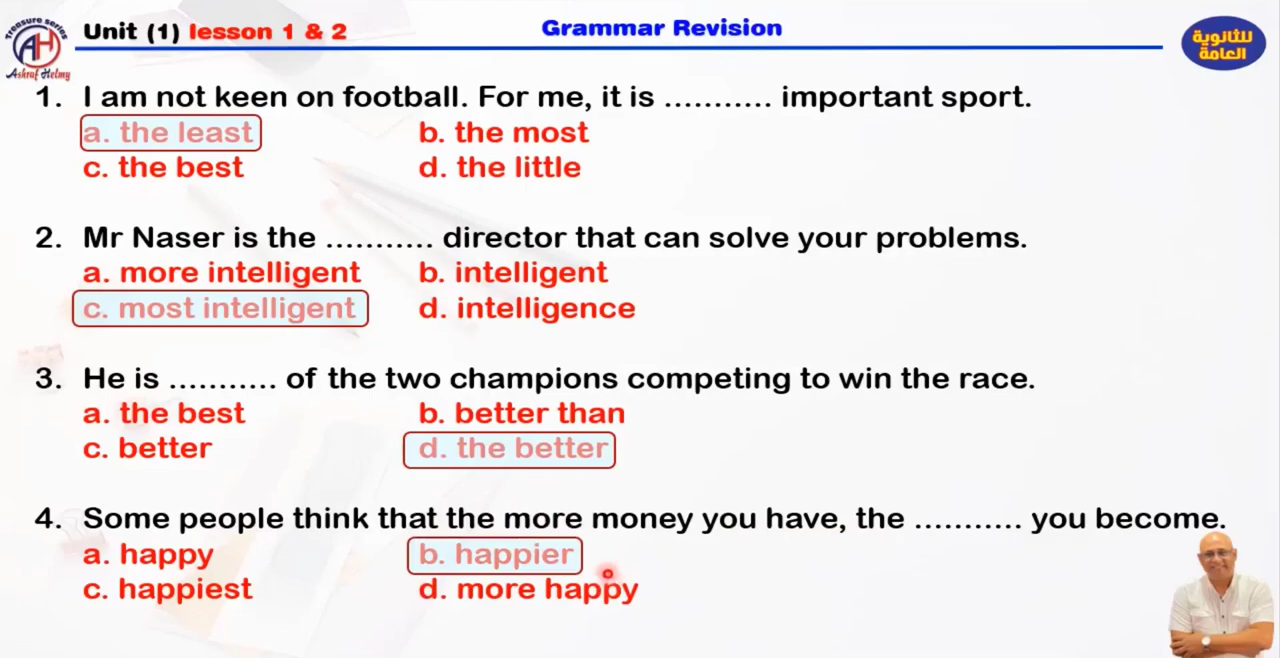 Treasure series
AH
Ashraf Helmy
Unit (1) lesson 1 & 2
Grammar Revision
للثانوية
العامة
1. I am not keen on football. For me, it is ........... important sport.
a. the least b. the most
c. the best d. the little
2. Mr Naser is the ........... director that can solve your problems.
a. more intelligent b. intelligent
c. most intelligent d. intelligence
3. He is ........... of the two champions competing to win the race.
a. the best b. better than
c. better d. the better
4. Some people think that the more money you have, the ........... you become.
a. happy b. happier
c. happiest d. more happy